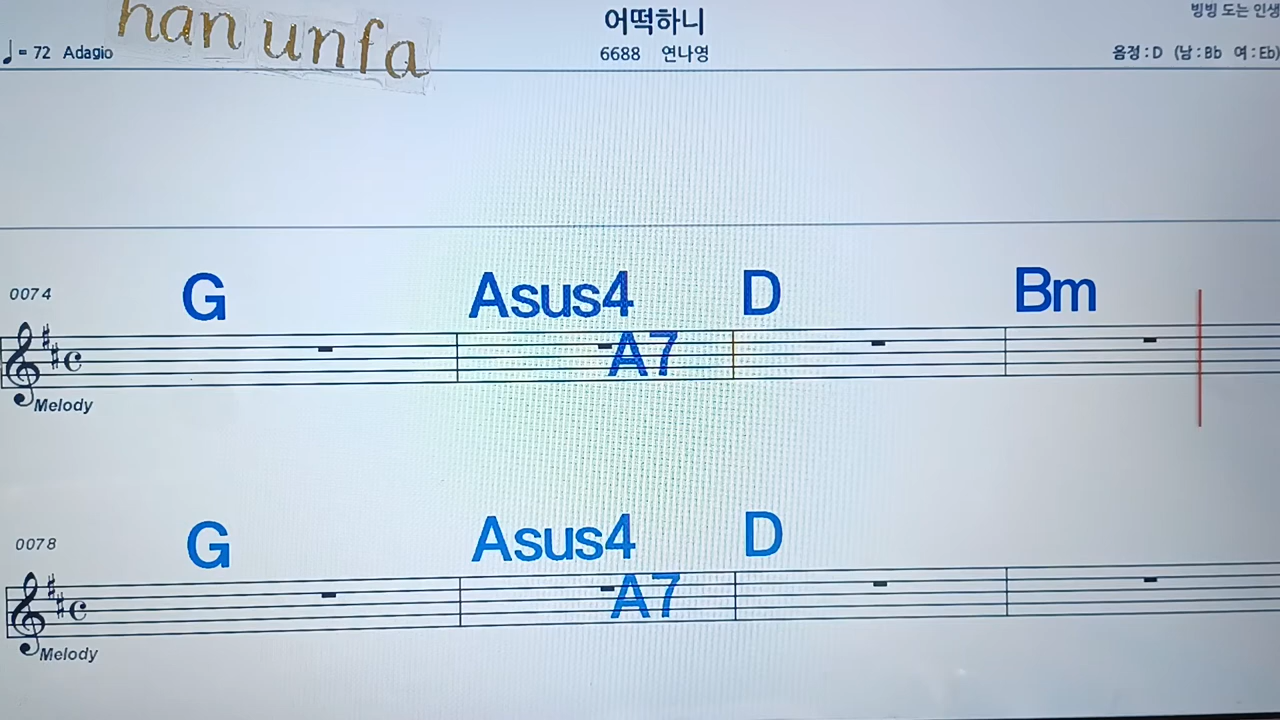 han unfa
어떡하니
빙빙 도는 인생
♩= 72 Adagio
6688 연나영
음정:D (남:Bb 여:Eb)
0074
G Asus4 D Bm
A7
Melody
0078
G Asus4 D
A7
Melody